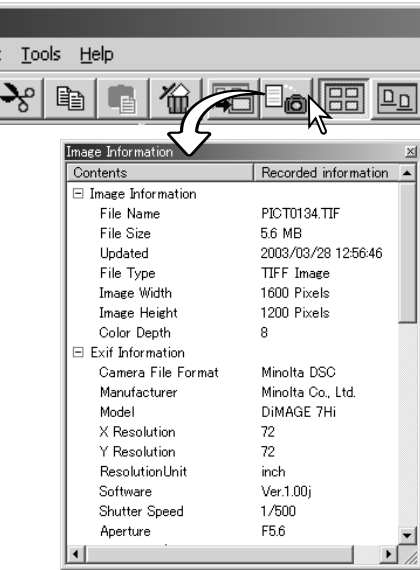 Tools Help
Image Information
Contents Recorded information
Image Information
File Name PICT0134.TIF
File Size 5.6 MB
Updated 2003/03/28 12:56:46
File Type TIFF Image
Image Width 1600 Pixels
Image Height 1200 Pixels
Color Depth 8
Exif Information
Camera File Format Minolta DSC
Manufacturer Minolta Co., Ltd.
Model DiMAGE 7Hi
X Resolution 72
Y Resolution 72
ResolutionUnit inch
Software Ver.1.00j
Shutter Speed 1/500
Aperture F5.6